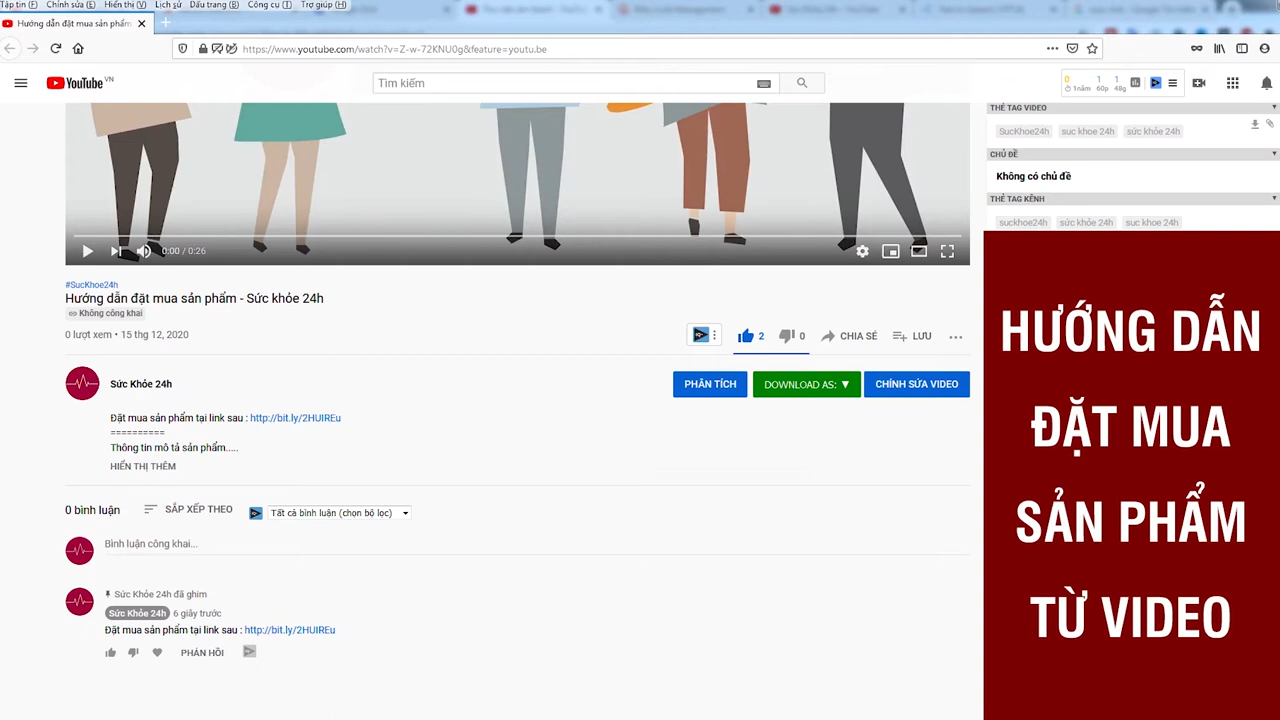 Tập tin (F) Chỉnh sửa (E) Hiển thị (V) Lịch sử Dấu trang (B) Công cụ (T) Trợ giúp (H)
Hướng dẫn đặt mua sản phẩm
https://www.youtube.com/watch?v=Z-w-72KNU0g&feature=youtu.be
YouTube VN
Tìm kiếm
0 1 1
1năm 60p 48g
THẺ TAG VIDEO
SucKhoe24h suc khoe 24h sức khỏe 24h
CHỦ ĐỀ
Không có chủ đề
THẺ TAG KÊNH
suckhoe24h sức khỏe 24h suc khoe 24h
0:00 / 0:26
#SucKhoe24h
Hướng dẫn đặt mua sản phẩm - Sức khỏe 24h
Không công khai
0 lượt xem • 15 thg 12, 2020
2 0 CHIA SẺ LƯU
Sức Khỏe 24h
PHÂN TÍCH DOWNLOAD AS: ▼ CHỈNH SỬA VIDEO
Đặt mua sản phẩm tại link sau : http://bit.ly/2HUIREu
==========
Thông tin mô tả sản phẩm.....
HIỂN THỊ THÊM
0 bình luận SẮP XẾP THEO Tất cả bình luận (chọn bộ lọc)
Bình luận công khai...
Sức Khỏe 24h đã ghim
Sức Khỏe 24h 6 giây trước
Đặt mua sản phẩm tại link sau : http://bit.ly/2HUIREu
PHẢN HỒI
HƯỚNG DẪN
ĐẶT MUA
SẢN PHẨM
TỪ VIDEO